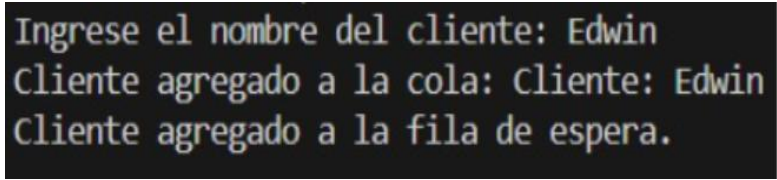 Ingrese el nombre del cliente: Edwin
Cliente agregado a la cola: Cliente: Edwin
Cliente agregado a la fila de espera.